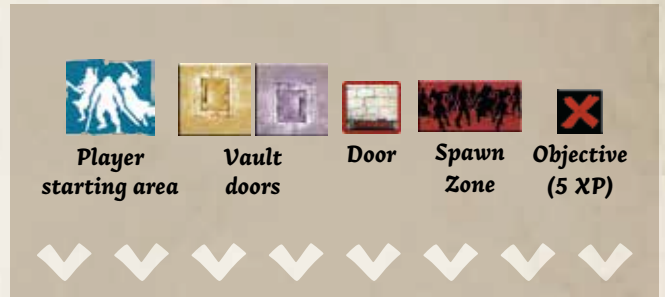 Player
starting area
Vault
doors
Door
Spawn
Zone
Objective
(5 XP)